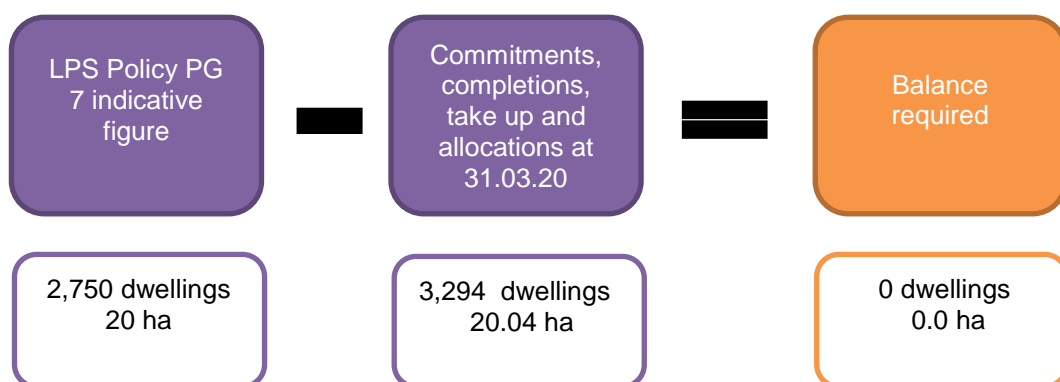 LPS Policy PG
7 indicative
figure
Commitments,
completions,
take up and
allocations at
31.03.20
Balance
required
2,750 dwellings
20 ha
3,294 dwellings
20.04 ha
0 dwellings
0.0 ha